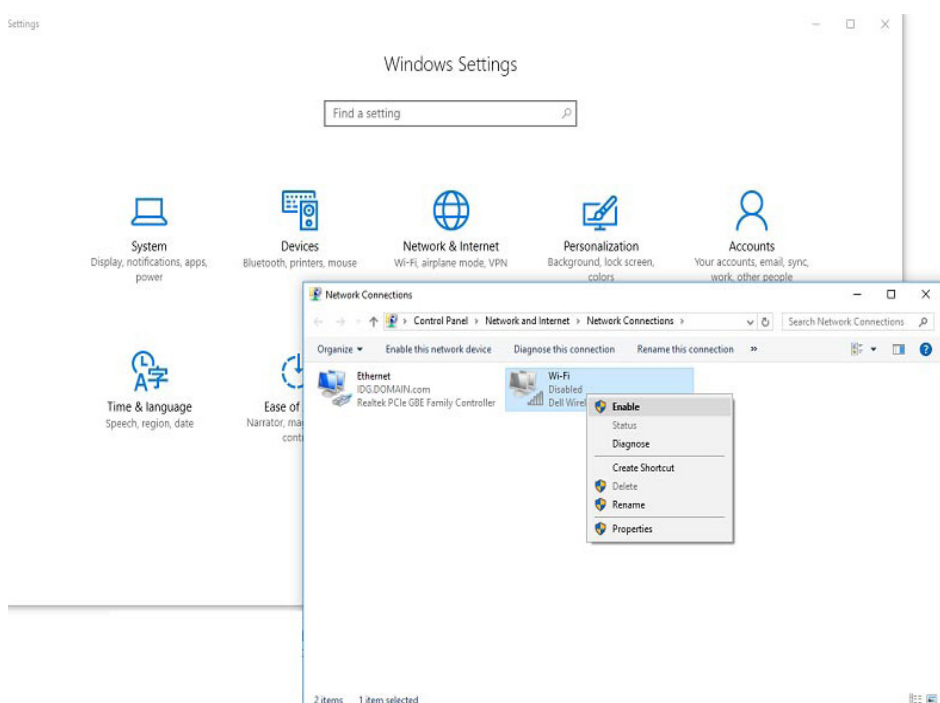 Settings
Windows Settings
Find a setting
System
Display, notifications, apps,
power
Devices
Bluetooth, printers, mouse
Network & Internet
Wi-Fi, airplane mode, VPN
Personalization
Background, lock screen,
colors
Accounts
Your accounts, email, sync,
work, other people
Time & language
Speech, region, date
Ease of
Narrator,
Network Connections
Control Panel > Network and Internet > Network Connections >
Search Network Connections
Organize
Enable this network device
Diagnose this connection
Rename this connection
»
Ethernet
IDG.DOMAIN.com
Realtek PCIe GBE Family Controller
Wi-Fi
Disabled
Dell
Enable
Status
Diagnose
Create Shortcut
Delete
Rename
Properties
2 items 1 item selected